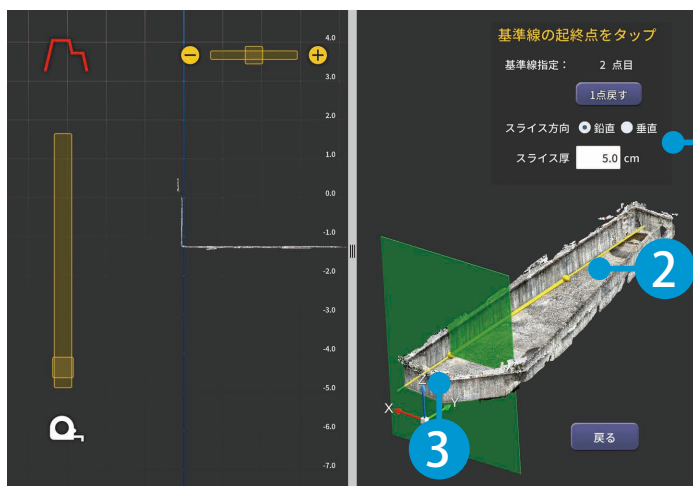 4.0
3.0
2.0
1.0
0.0
-1.0
-2.0
-3.0
-4.0
-5.0
-6.0
-7.0
基準線の起終点をタップ
基準線指定： 2 点目
1点戻す
スライス方向 鉛直 垂直
スライス厚 5.0 cm
2
Z
X
Y
3
戻る